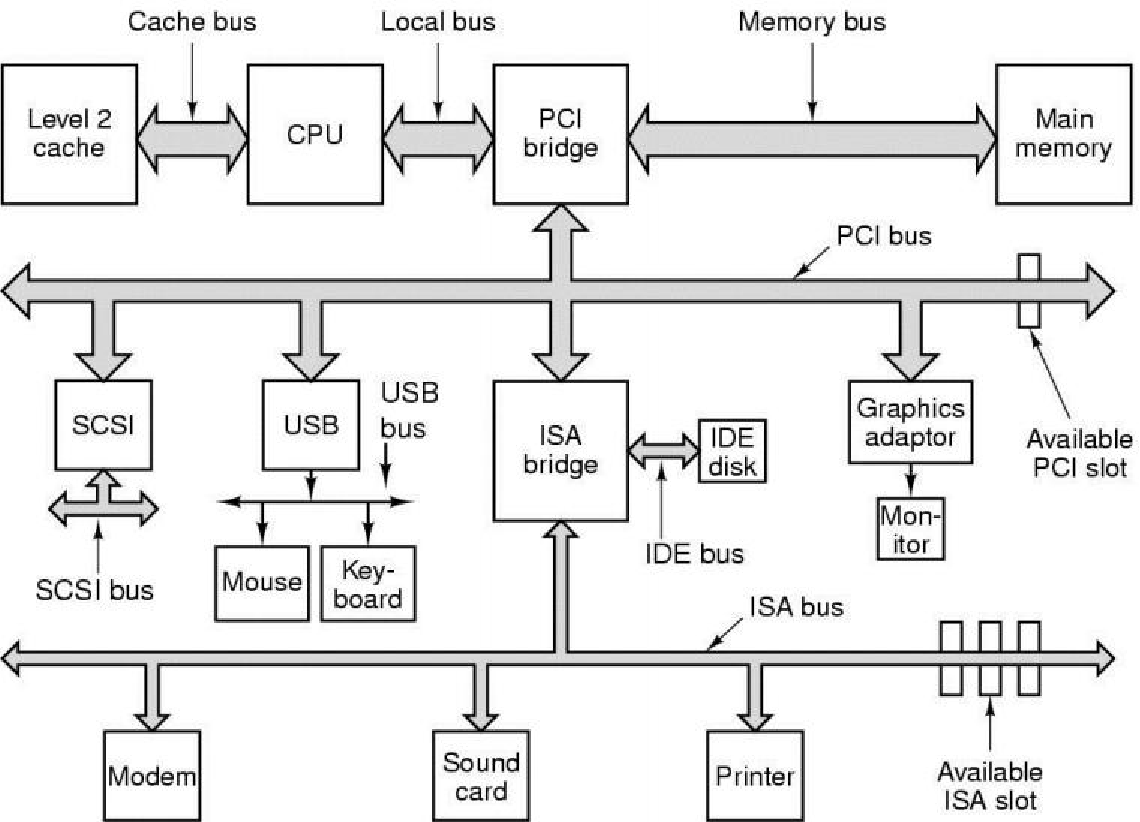 Cache bus
Local bus
Memory bus
Level 2
cache
CPU
PCI
bridge
Main
memory
PCI bus
SCSI
USB
USB
bus
ISA
bridge
IDE
disk
Graphics
adaptor
Available
PCI slot
Mon-
itor
IDE bus
SCSI bus
Mouse
Key-
board
ISA bus
Modem
Sound
card
Printer
Available
ISA slot